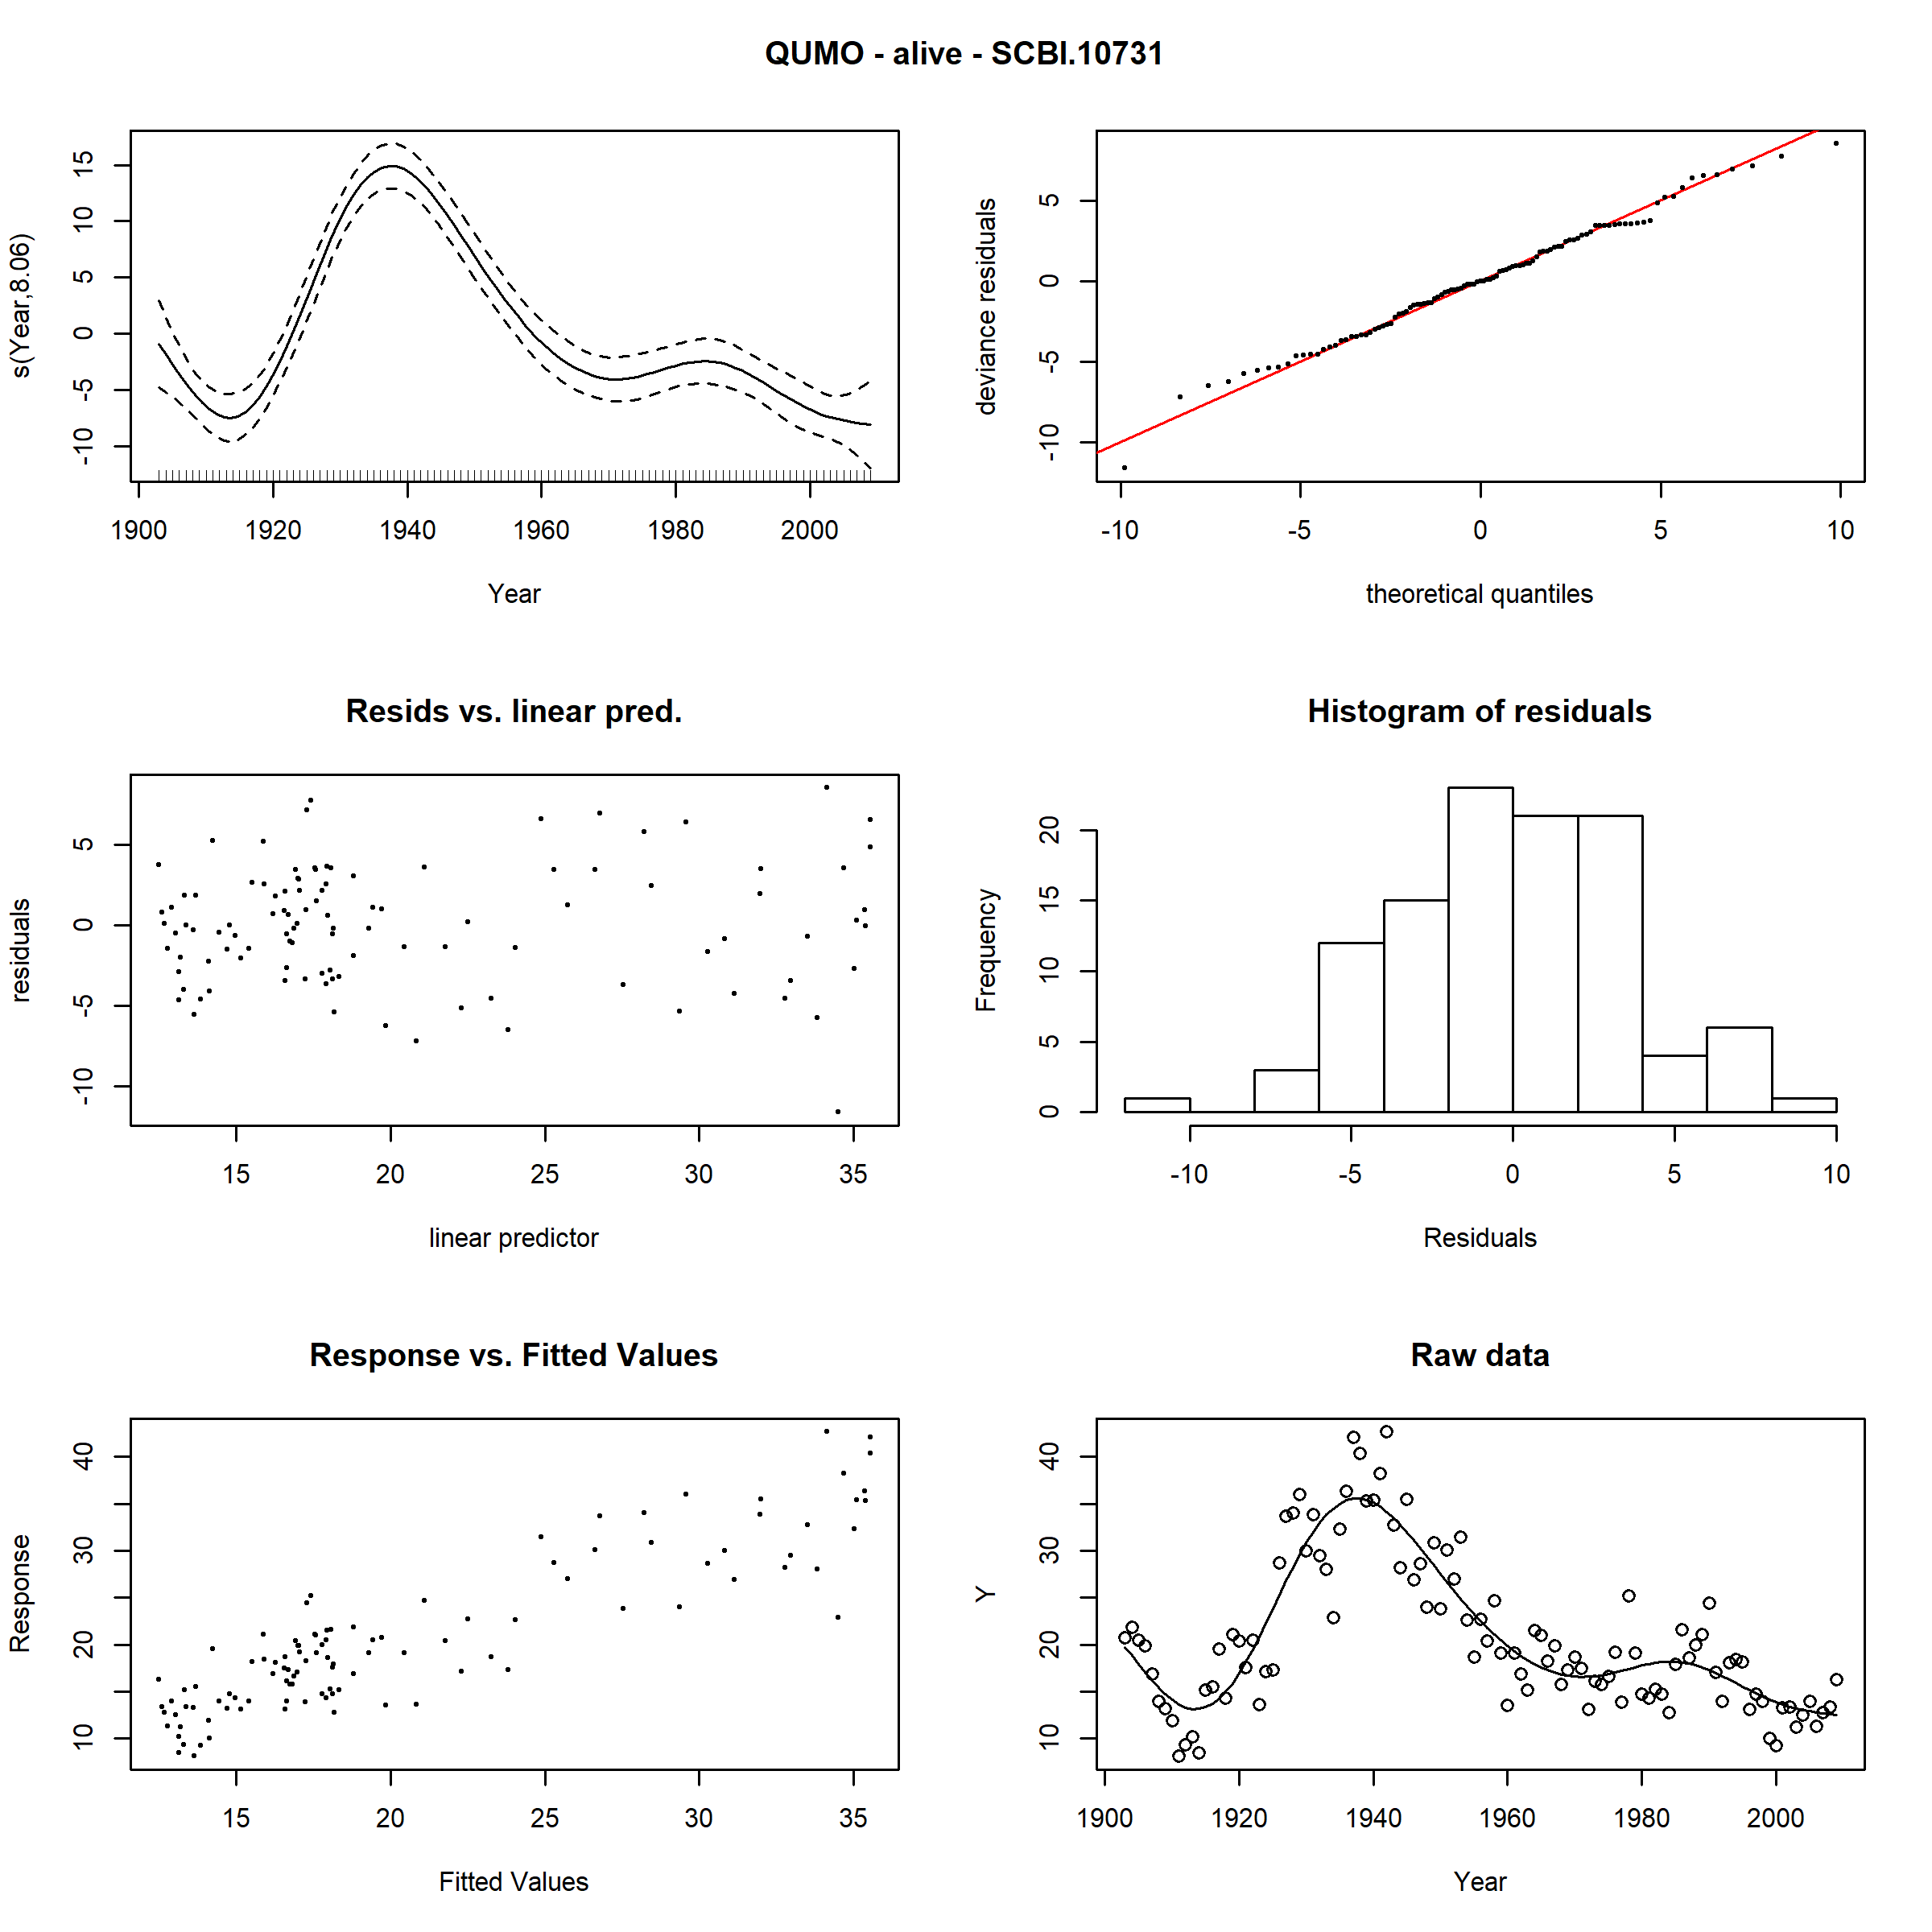 QUMO - alive - SCBI.10731
s(Year,8.06)
15
10
5
0
-5
-10
1900 1920 1940 1960 1980 2000
Year
deviance residuals
5
0
-5
-10
-10 -5 0 5 10
theoretical quantiles
Resids vs. linear pred.
residuals
5
0
-5
-10
15 20 25 30 35
linear predictor
Histogram of residuals
Frequency
20
15
10
5
0
-10 -5 0 5 10
Residuals
Response vs. Fitted Values
Response
40
30
20
10
15 20 25 30 35
Fitted Values
Raw data
Y
40
30
20
10
1900 1920 1940 1960 1980 2000
Year